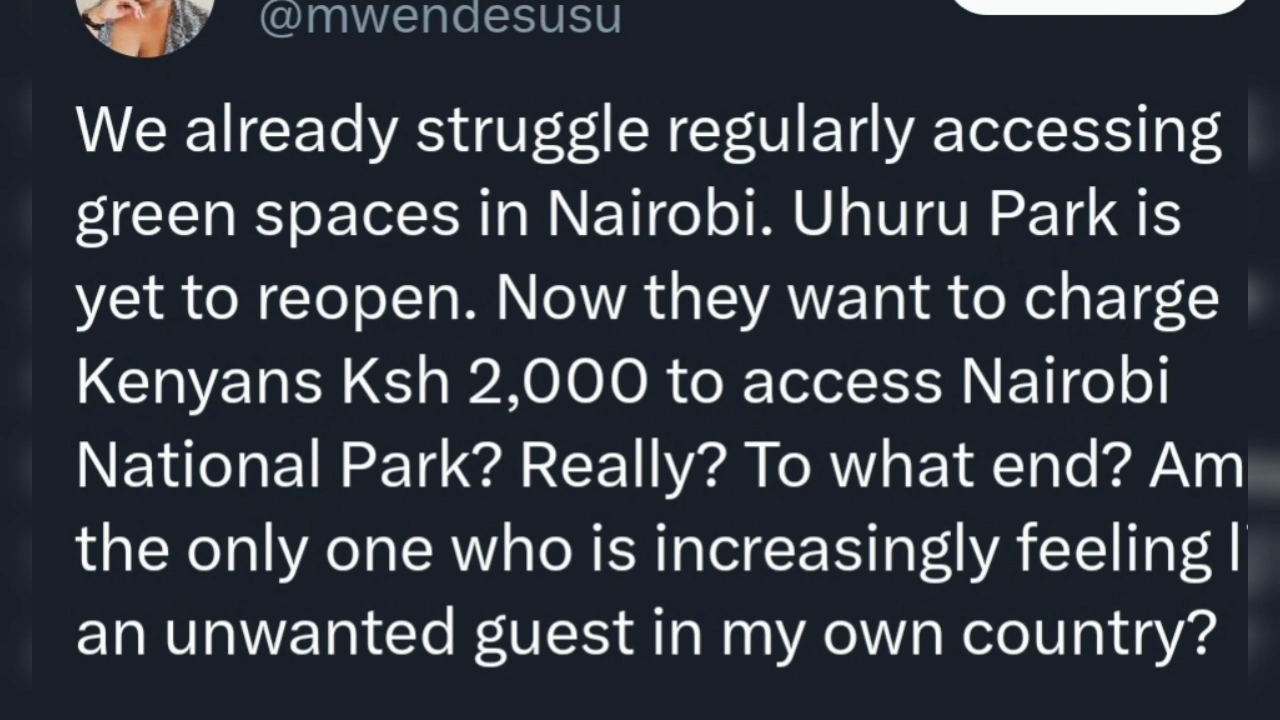 @mwendesusu
We already struggle regularly accessing
green spaces in Nairobi. Uhuru Park is
yet to reopen. Now they want to charge
Kenyans Ksh 2,000 to access Nairobi
National Park? Really? To what end? Am
the only one who is increasingly feeling
an unwanted guest in my own country?